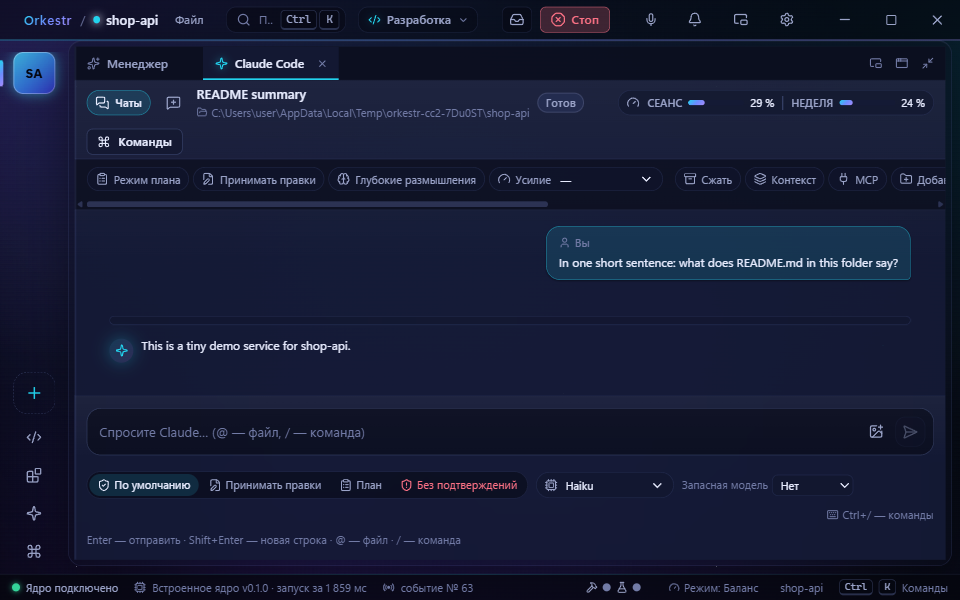 Orkestr / shop-api Файл П.. Ctrl K Разработка Стоп
SA
Менеджер Claude Code
Чаты
README summary
C:\Users\user\AppData\Local\Temp\orkestr-cc2-7Du0ST\shop-api
Готов
СЕАНС 29 % НЕДЕЛЯ 24 %
Команды
Режим плана Принимать правки Глубокие размышления Усилие — Сжать Контекст MCP Доба
Вы
In one short sentence: what does README.md in this folder say?
This is a tiny demo service for shop-api.
Спросите Claude... (@ — файл, / — команда)
По умолчанию Принимать правки План Без подтверждений Haiku Запасная модель Нет
Ctrl+/ — команды
Enter — отправить · Shift+Enter — новая строка · @ — файл · / — команда
Ядро подключено Встроенное ядро v0.1.0 · запуск за 1 859 мс событие № 63 Режим: Баланс shop-api Ctrl K Команды